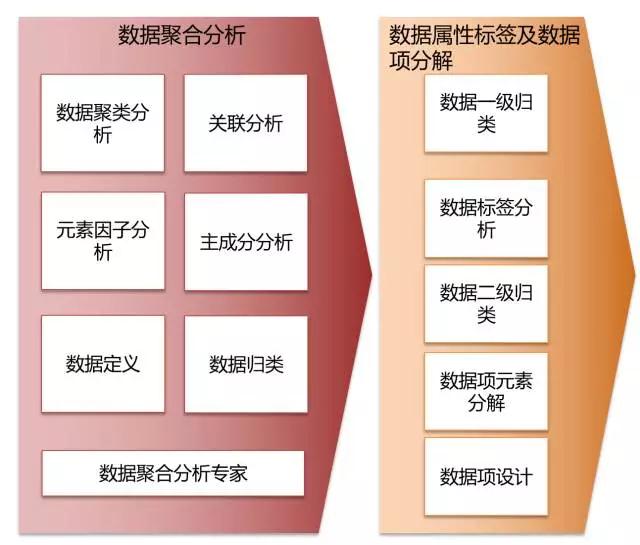 数据聚合分析
数据聚类分
析
关联分析
元素因子分
析
主成分分析
数据定义
数据归类
数据聚合分析专家
数据属性标签及数据
项分解
数据一级归
类
数据标签分
析
数据二级归
类
数据项元素
分解
数据项设计